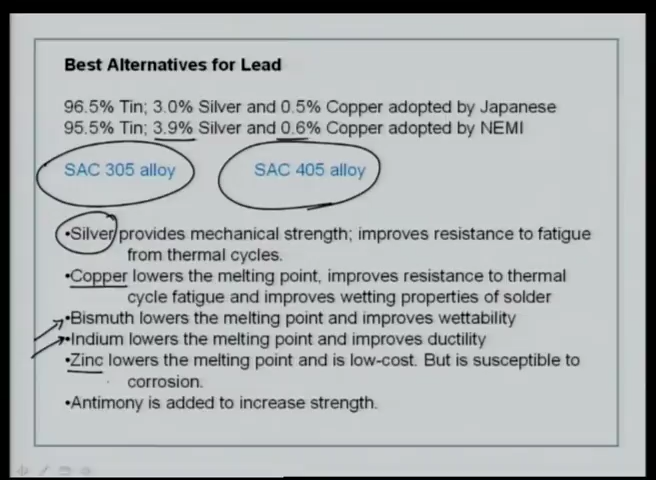 Best Alternatives for Lead
96.5% Tin; 3.0% Silver and 0.5% Copper adopted by Japanese
95.5% Tin; 3.9% Silver and 0.6% Copper adopted by NEMI
SAC 305 alloy SAC 405 alloy
•Silver provides mechanical strength; improves resistance to fatigue
from thermal cycles.
•Copper lowers the melting point, improves resistance to thermal
cycle fatigue and improves wetting properties of solder
•Bismuth lowers the melting point and improves wettability
•Indium lowers the melting point and improves ductility
•Zinc lowers the melting point and is low-cost. But is susceptible to
corrosion.
•Antimony is added to increase strength.